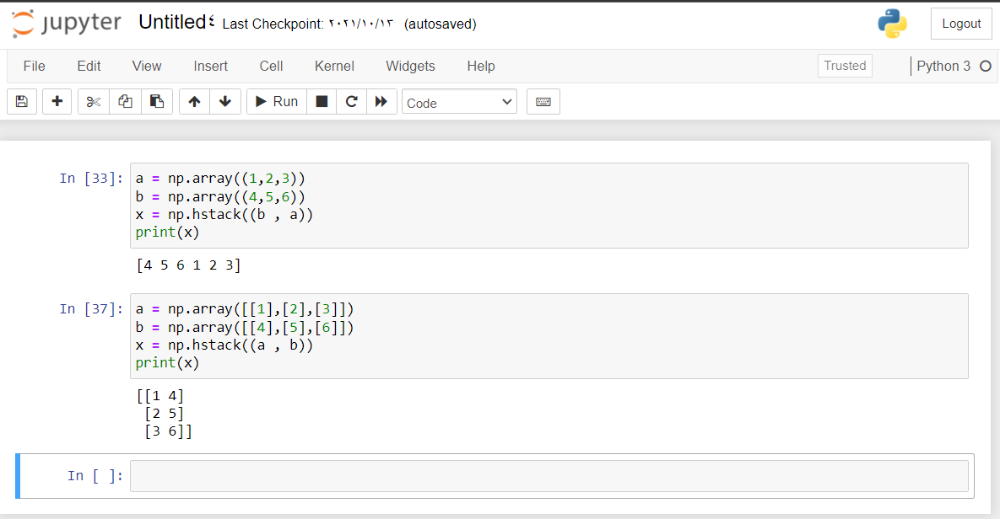 jupyter Untitled٤ Last Checkpoint: ٢٠٢١/١٠/١٣ (autosaved) Logout
File Edit View Insert Cell Kernel Widgets Help Trusted Python 3
Run Code
In [33]: a = np.array((1,2,3))
b = np.array((4,5,6))
x = np.hstack((b , a))
print(x)
[4 5 6 1 2 3]
In [37]: a = np.array([[1],[2],[3]])
b = np.array([[4],[5],[6]])
x = np.hstack((a , b))
print(x)
[[1 4]
[2 5]
[3 6]]
In [ ]: